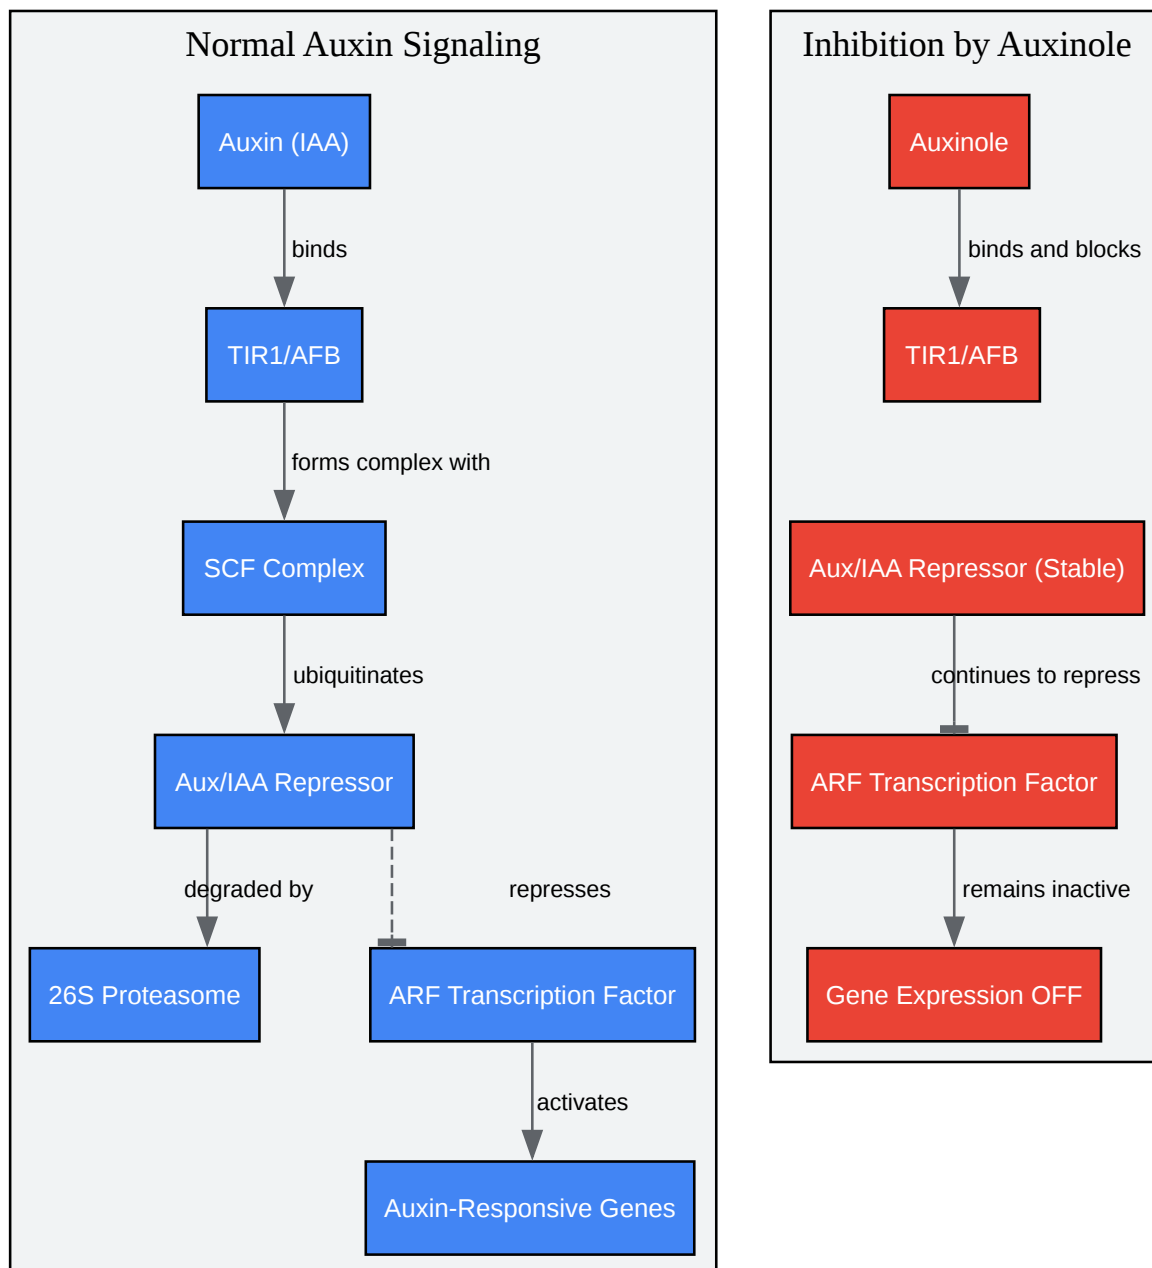 Normal Auxin Signaling
Auxin (IAA)
binds
TIR1/AFB
forms complex with
SCF Complex
ubiquitinates
Aux/IAA Repressor
degraded by
represses
26S Proteasome
ARF Transcription Factor
activates
Auxin-Responsive Genes
Inhibition by Auxinole
Auxinole
binds and blocks
TIR1/AFB
Aux/IAA Repressor (Stable)
continues to repress
ARF Transcription Factor
remains inactive
Gene Expression OFF